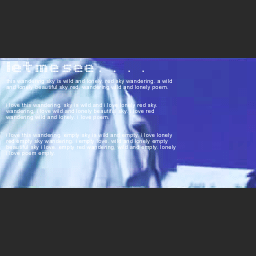 letmesee . . .
this wandering sky is wild and lonely. red sky wandering. a wild
and lonely beautiful sky red. wandering wild and lonely poem.
i love this wandering. sky is wild and i love lonely red sky.
wandering. i love wild and lonely beautiful sky. i love red
wandering wild and lonely. i love poem.
i love this wandering. empty sky is wild and empty. i love lonely
red empty sky wandering. i empty love. wild and lonely empty
beautiful sky i love. empty red wandering. wild and empty. lonely
i love poem empty.